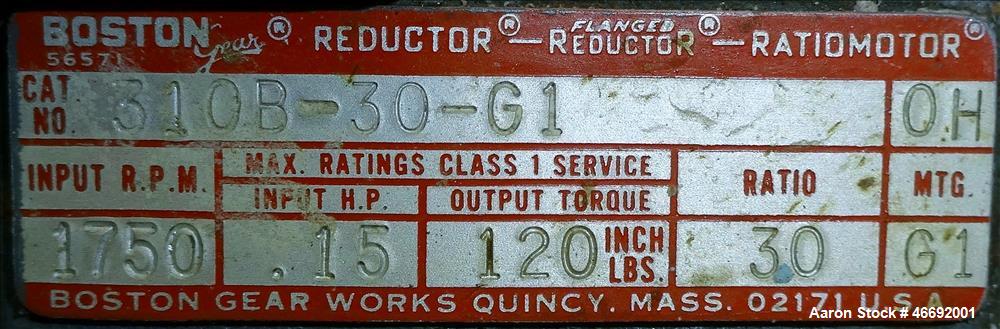 BOSTON Gear® REDUCTOR® — FLANGED REDUCTOR® — RATIOMOTOR®
56571
CAT NO. 310B-30-G1 OH
INPUT R.P.M. MAX. RATINGS CLASS 1 SERVICE RATIO MTG.
INPUT H.P. OUTPUT TORQUE
1750 .15 120 INCH LBS. 30 G1
BOSTON GEAR WORKS QUINCY, MASS. 02171 U.S.A.
Aaron Stock # 46692001